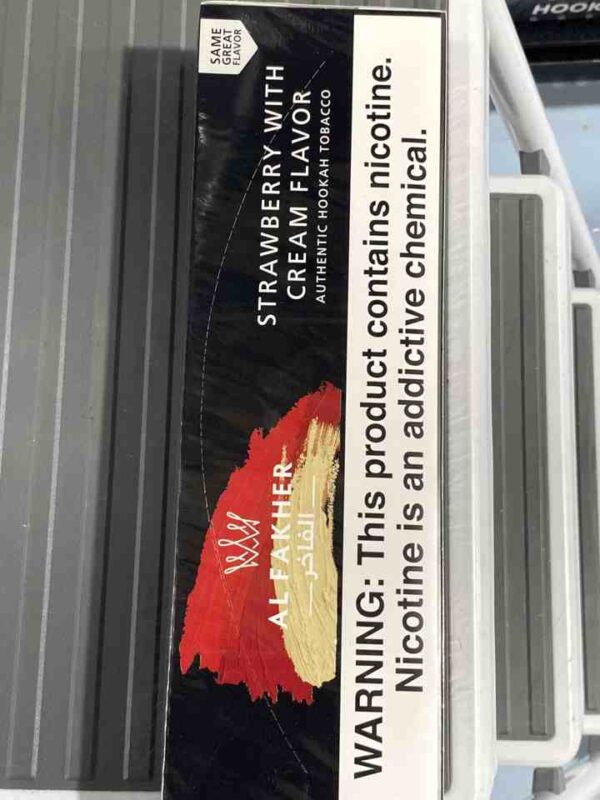 SAME
GREAT
FLAVOR
STRAWBERRY WITH
CREAM FLAVOR
AUTHENTIC HOOKAH TOBACCO
AL FAKHER
الفاخر
WARNING: This product contains nicotine.
Nicotine is an addictive chemical.
HOOK